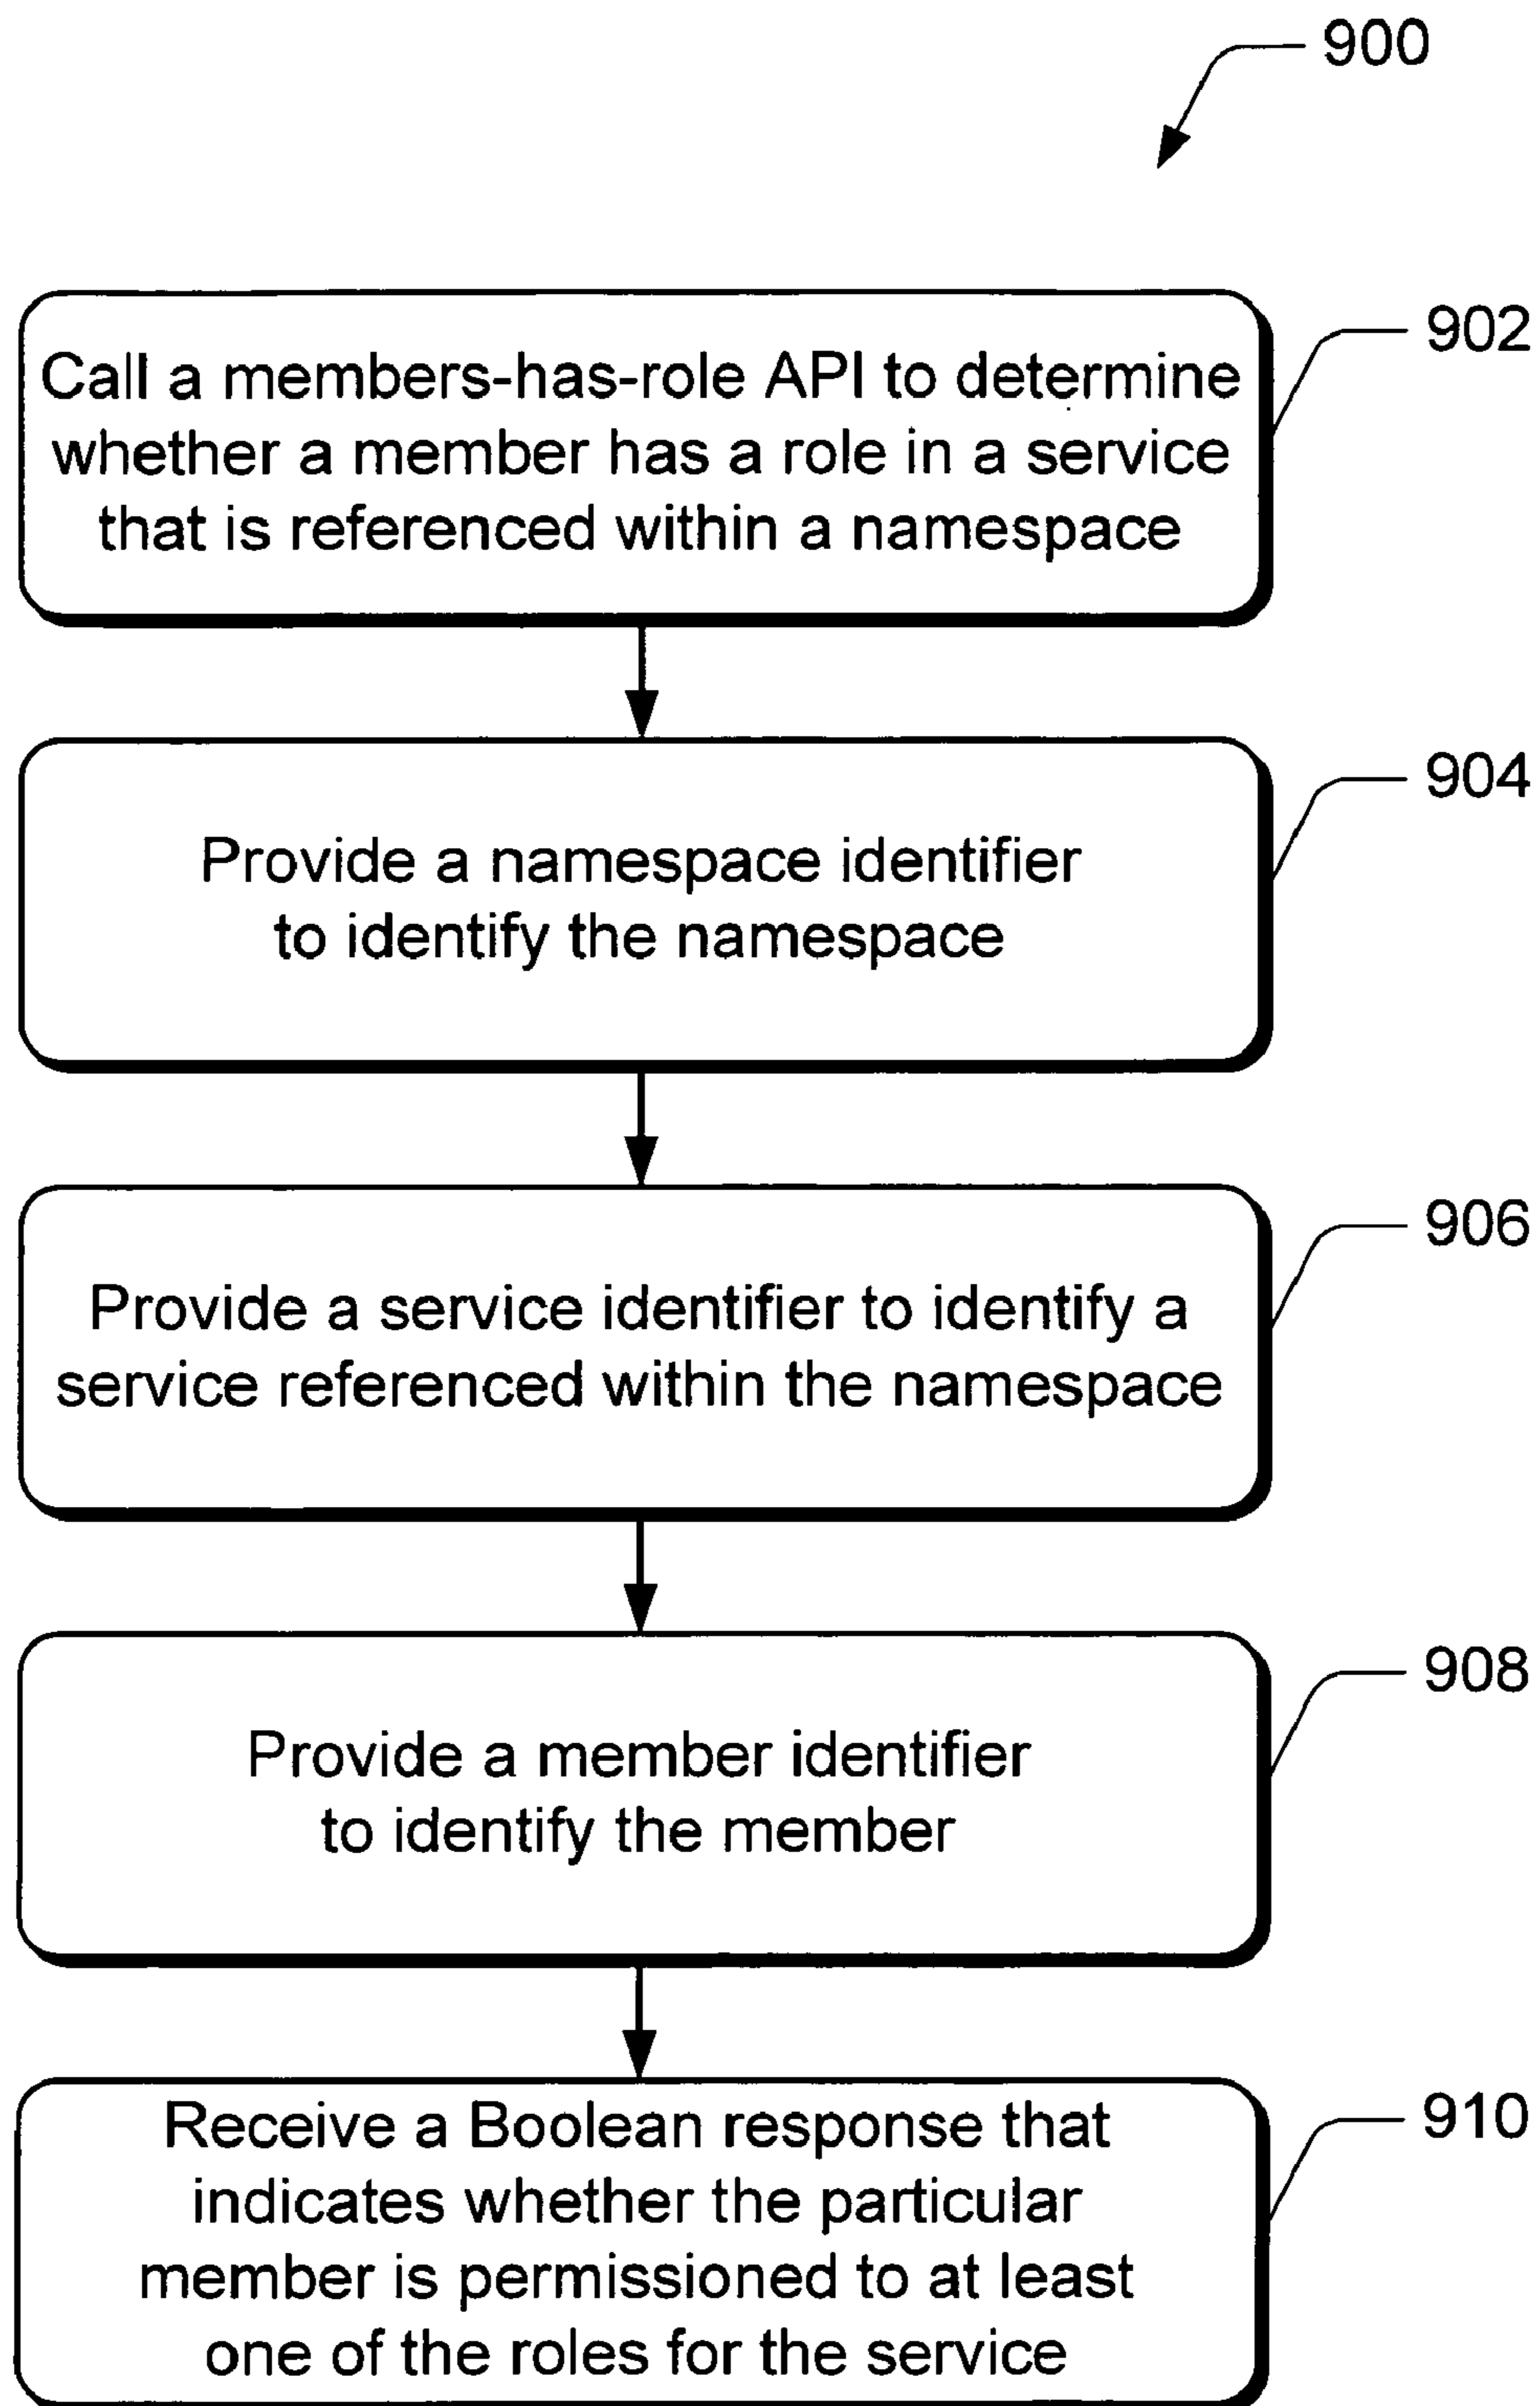 900
Call a members-has-role API to determine
whether a member has a role in a service
that is referenced within a namespace
902
Provide a namespace identifier
to identify the namespace
904
Provide a service identifier to identify a
service referenced within the namespace
906
Provide a member identifier
to identify the member
908
Receive a Boolean response that
indicates whether the particular
member is permissioned to at least
one of the roles for the service
910